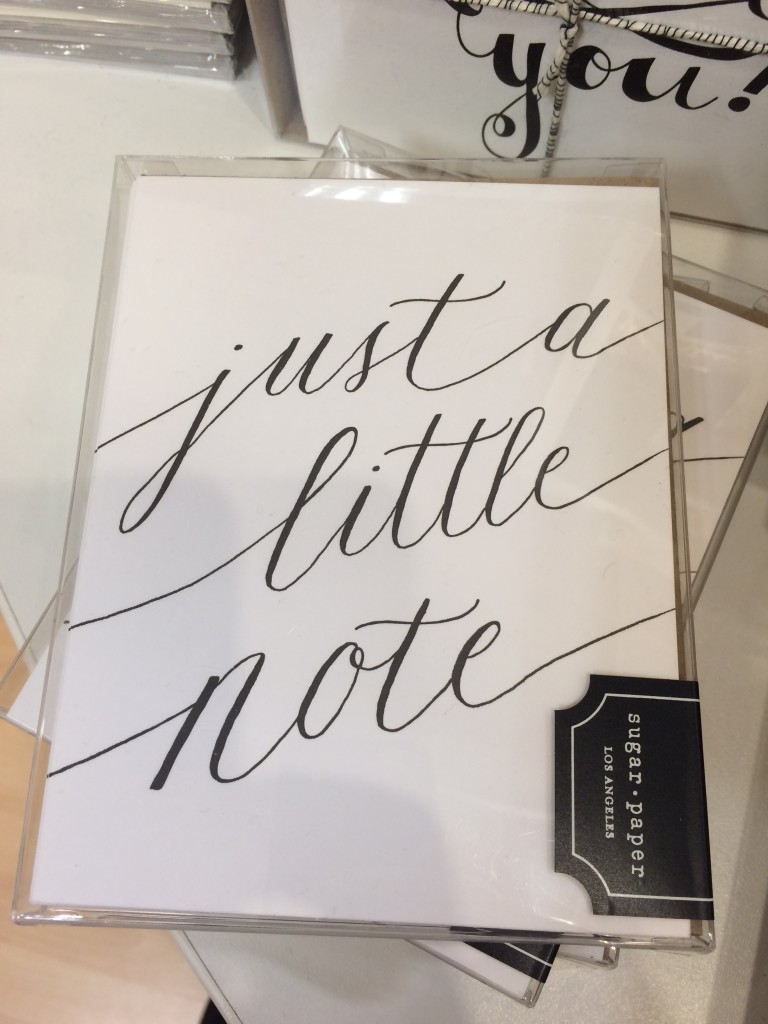 you!
just a
little
note
sugar·paper
LOS ANGELES